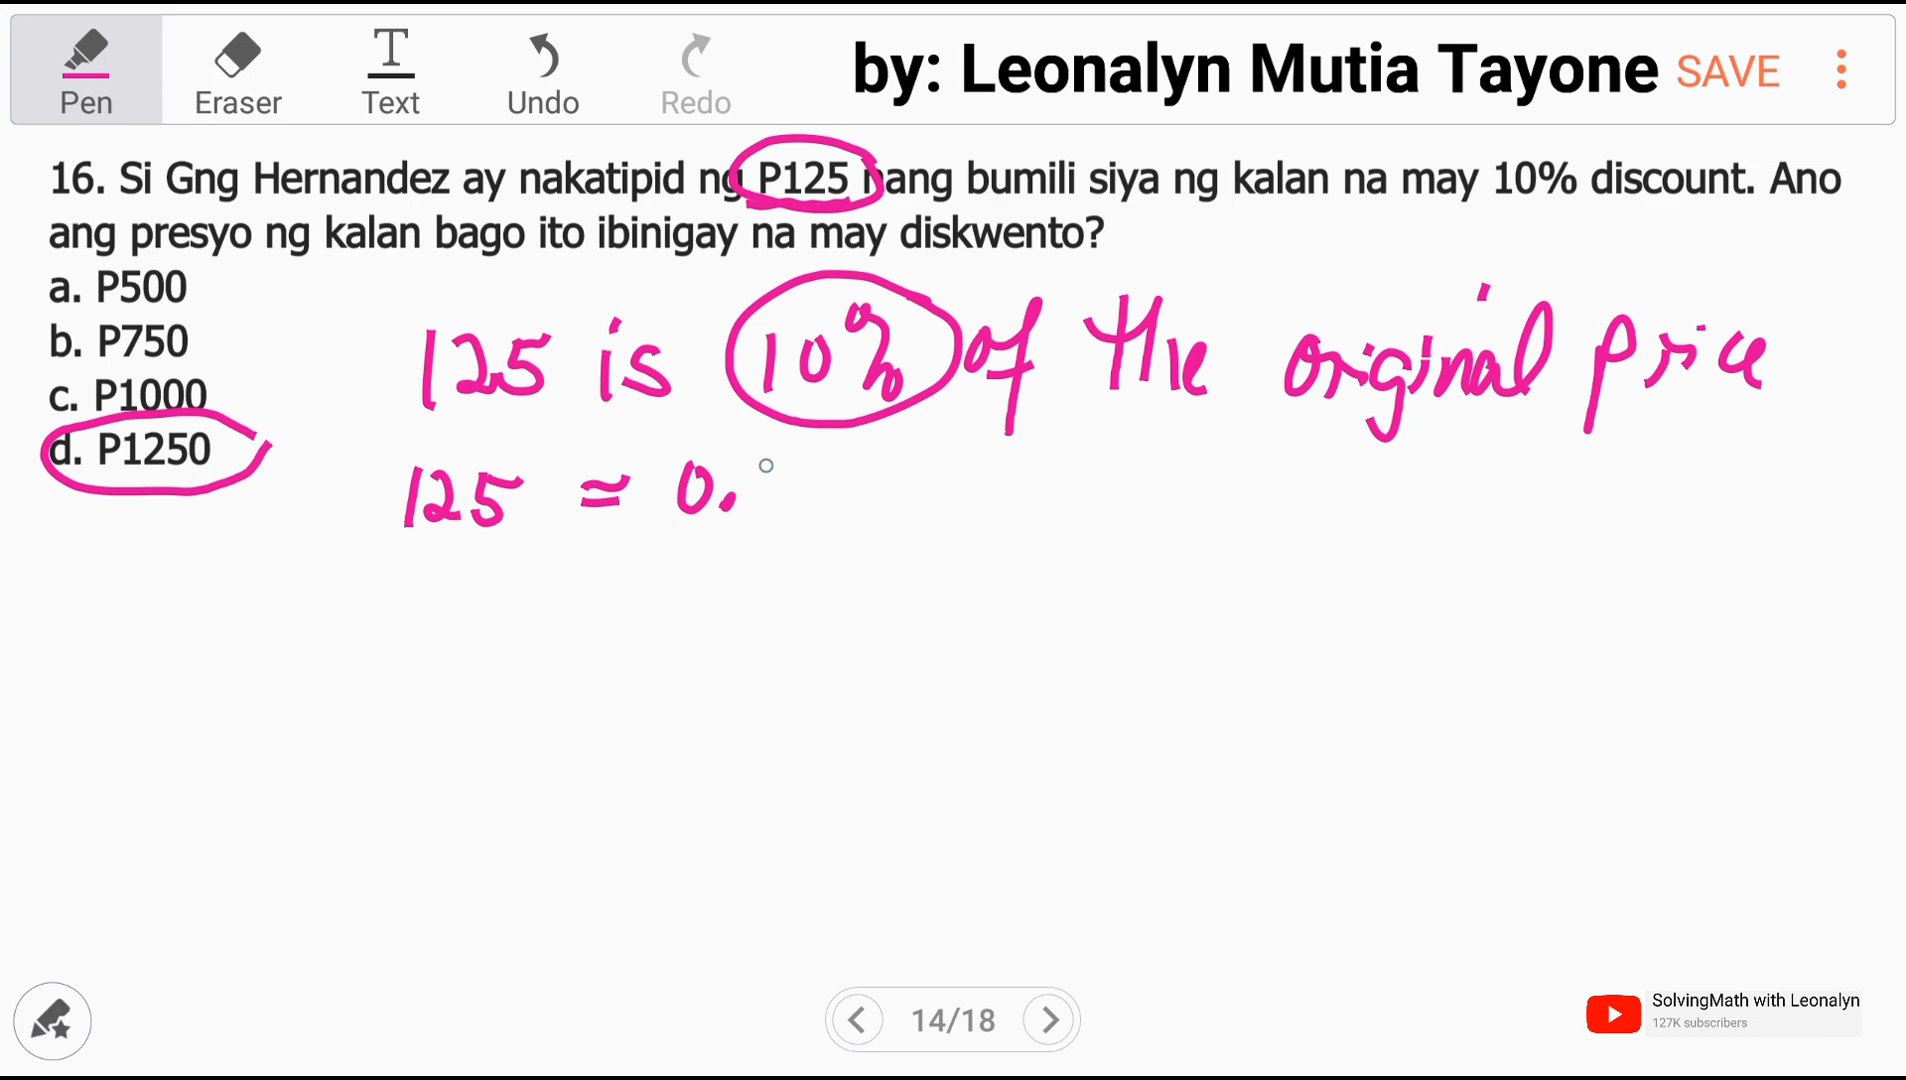 by: Leonalyn Mutia Tayone SAVE
Pen Eraser Text Undo Redo
16. Si Gng Hernandez ay nakatipid ng P125 nang bumili siya ng kalan na may 10% discount. Ano
ang presyo ng kalan bago ito ibinigay na may diskwento?
a. P500
b. P750
c. P1000
d. P1250
125 is 10% of the original price
125 = 0.
14/18
SolvingMath with Leonalyn
127K subscribers